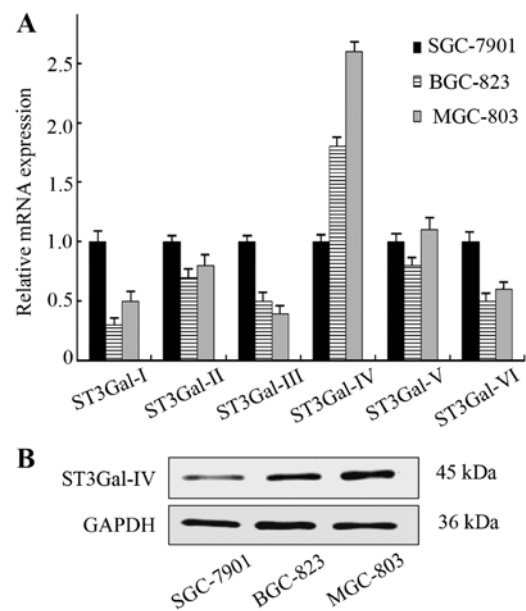 A
Relative mRNA expression
2.5
2.0
1.5
1.0
0.5
0
SGC-7901
BGC-823
MGC-803
ST3Gal-I
ST3Gal-II
ST3Gal-III
ST3Gal-IV
ST3Gal-V
ST3Gal-VI
B
ST3Gal-IV
45 kDa
GAPDH
36 kDa
SGC-7901
BGC-823
MGC-803